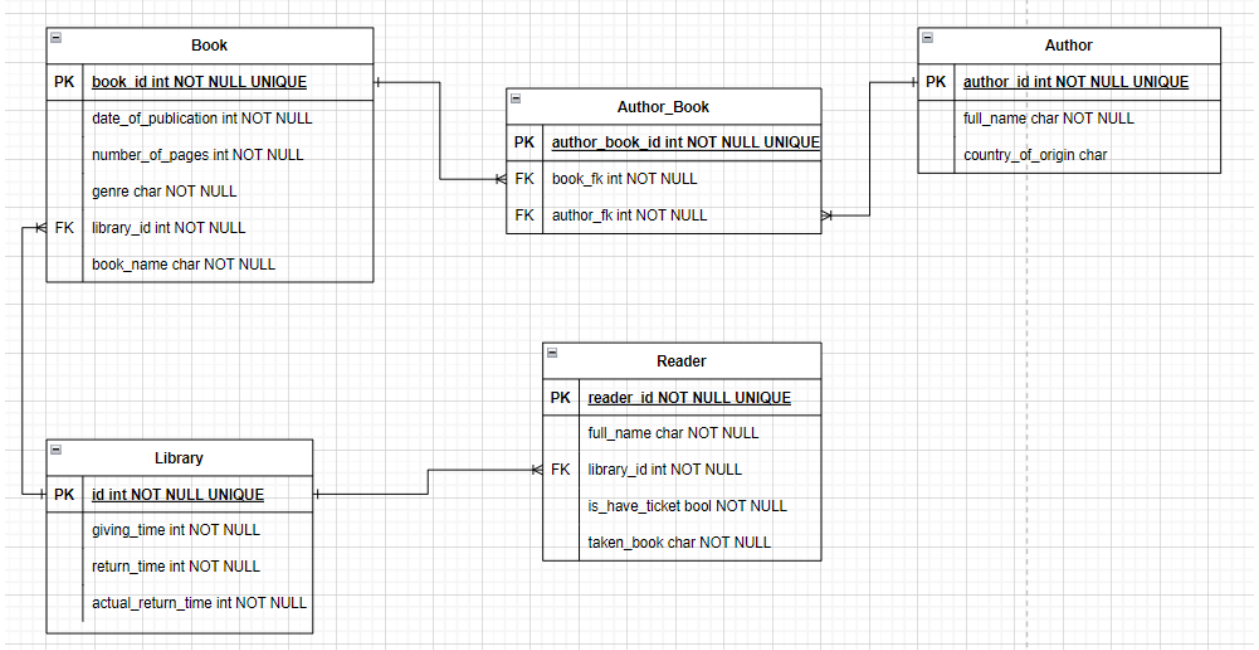 Book
PK book_id int NOT NULL UNIQUE
date_of_publication int NOT NULL
number_of_pages int NOT NULL
genre char NOT NULL
FK library_id int NOT NULL
book_name char NOT NULL
Author_Book
PK author_book_id int NOT NULL UNIQUE
FK book_fk int NOT NULL
FK author_fk int NOT NULL
Author
PK author_id int NOT NULL UNIQUE
full_name char NOT NULL
country_of_origin char
Library
PK id int NOT NULL UNIQUE
giving_time int NOT NULL
return_time int NOT NULL
actual_return_time int NOT NULL
Reader
PK reader_id NOT NULL UNIQUE
full_name char NOT NULL
FK library_id int NOT NULL
is_have_ticket bool NOT NULL
taken_book char NOT NULL